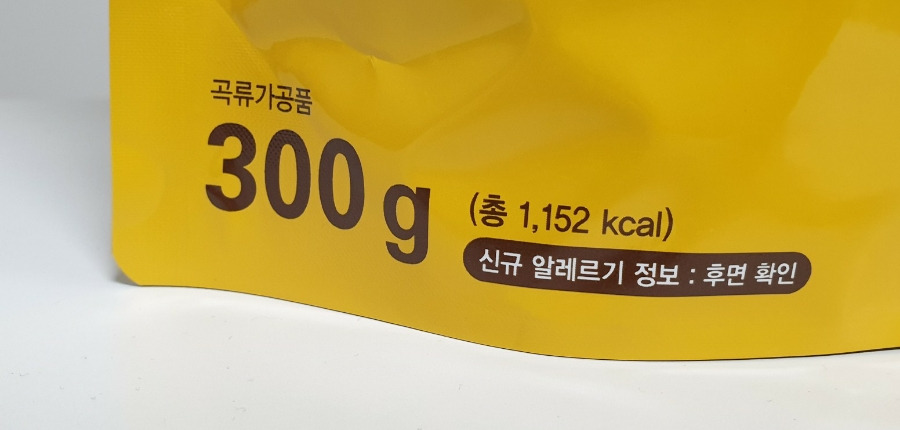 곡류가공품
300 g
(총 1,152 kcal)
신규 알레르기 정보 : 후면 확인